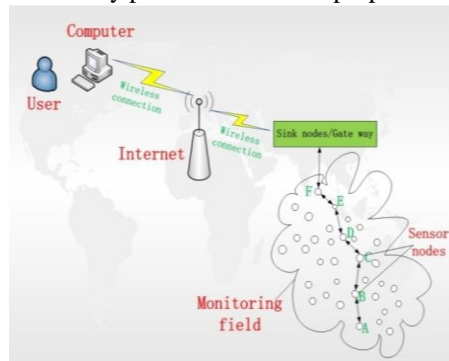 Computer
User
Wireless
connection
Internet
Wireless
connection
Sink nodes/Gate way
F
E
D
C
B
A
Sensor
nodes
Monitoring
field